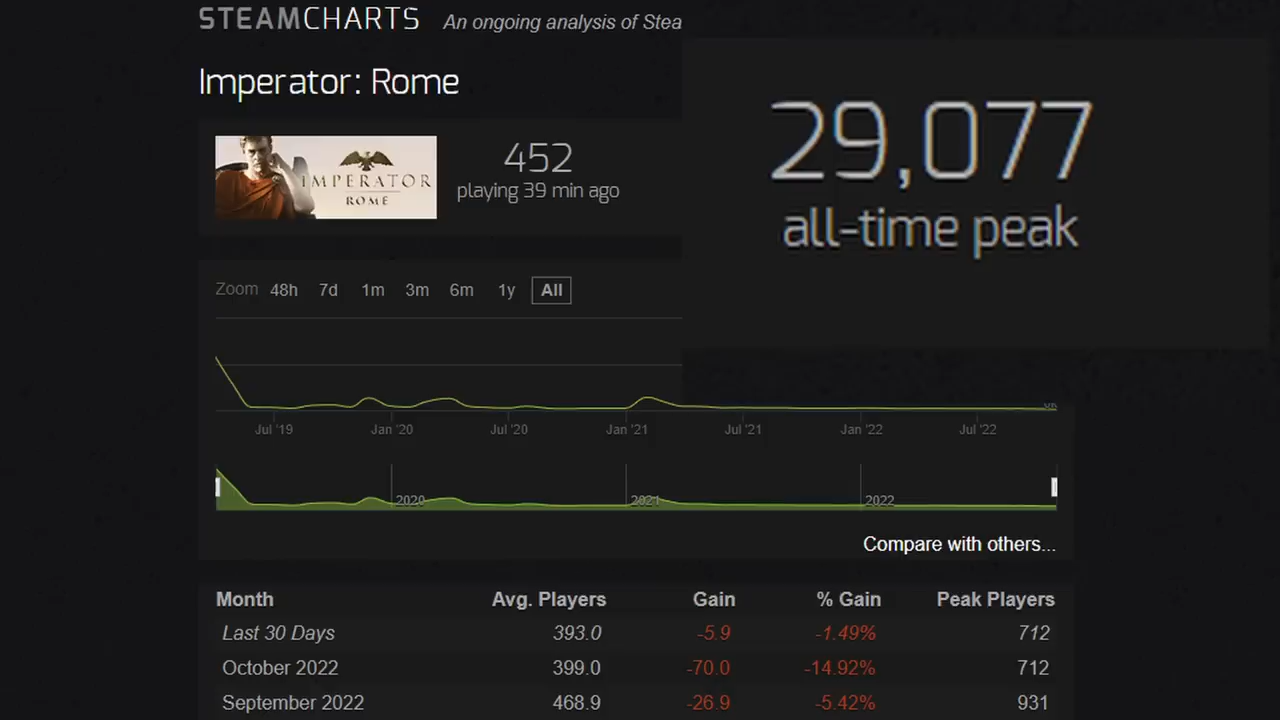 STEAMCHARTS An ongoing analysis of Stea
Imperator: Rome
IMPERATOR
ROME
452
playing 39 min ago
29,077
all-time peak
Zoom 48h 7d 1m 3m 6m 1y All
Jul '19 Jan '20 Jul '20 Jan '21 Jul '21 Jan '22 Jul '22
2020 2021 2022
Compare with others...
Month Avg. Players Gain % Gain Peak Players
Last 30 Days 393.0 -5.9 -1.49% 712
October 2022 399.0 -70.0 -14.92% 712
September 2022 468.9 -26.9 -5.42% 931